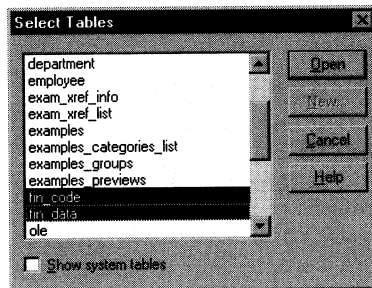 Select Tables
department
employee
exam_xref_info
exam_xref_list
examples
examples_categories_list
examples_groups
examples_previews
fin_code
fin_data
ole
Show system tables
Open
New...
Cancel
Help